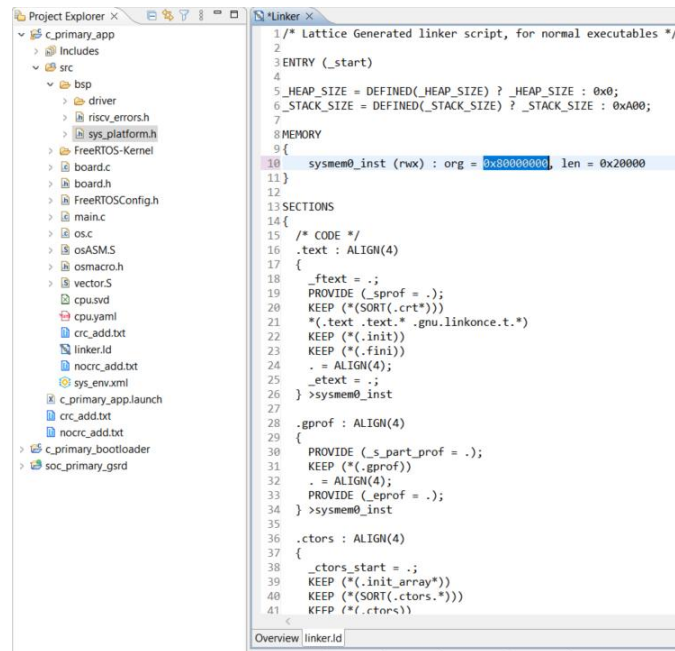 Project Explorer
c_primary_app
Includes
src
bsp
driver
riscv_errors.h
sys_platform.h
FreeRTOS-Kernel
board.c
board.h
FreeRTOSConfig.h
main.c
os.c
osASM.S
osmacro.h
vector.S
cpu.svd
cpu.yaml
crc_add.txt
linker.ld
nocrc_add.txt
sys_env.xml
c_primary_app.launch
crc_add.txt
nocrc_add.txt
c_primary_bootloader
soc_primary_gsrd
*Linker
1 /* Lattice Generated linker script, for normal executables */
2
3 ENTRY (_start)
4
5 _HEAP_SIZE = DEFINED(_HEAP_SIZE) ? _HEAP_SIZE : 0x0;
6 _STACK_SIZE = DEFINED(_STACK_SIZE) ? _STACK_SIZE : 0xA00;
7
8 MEMORY
9 {
10     sysmem0_inst (rwx) : org = 0x80000000, len = 0x20000
11 }
12
13 SECTIONS
14 {
15   /* CODE */
16   .text : ALIGN(4)
17   {
18     _ftext = .;
19     PROVIDE (_sprof = .);
20     KEEP (*(SORT(.crt*)))
21     *(.text .text.* .gnu.linkonce.t.*)
22     KEEP (*(.init))
23     KEEP (*(.fini))
24     . = ALIGN(4);
25     _etext = .;
26   } >sysmem0_inst
27
28   .gprof : ALIGN(4)
29   {
30     PROVIDE (_s_part_prof = .);
31     KEEP (*(.gprof))
32     . = ALIGN(4);
33     PROVIDE (_eprof = .);
34   } >sysmem0_inst
35
36   .ctors : ALIGN(4)
37   {
38     _ctors_start = .;
39     KEEP (*(.init_array*))
40     KEEP (*(SORT(.ctors.*)))
41     KEEP (*(.ctors))
Overview linker.ld